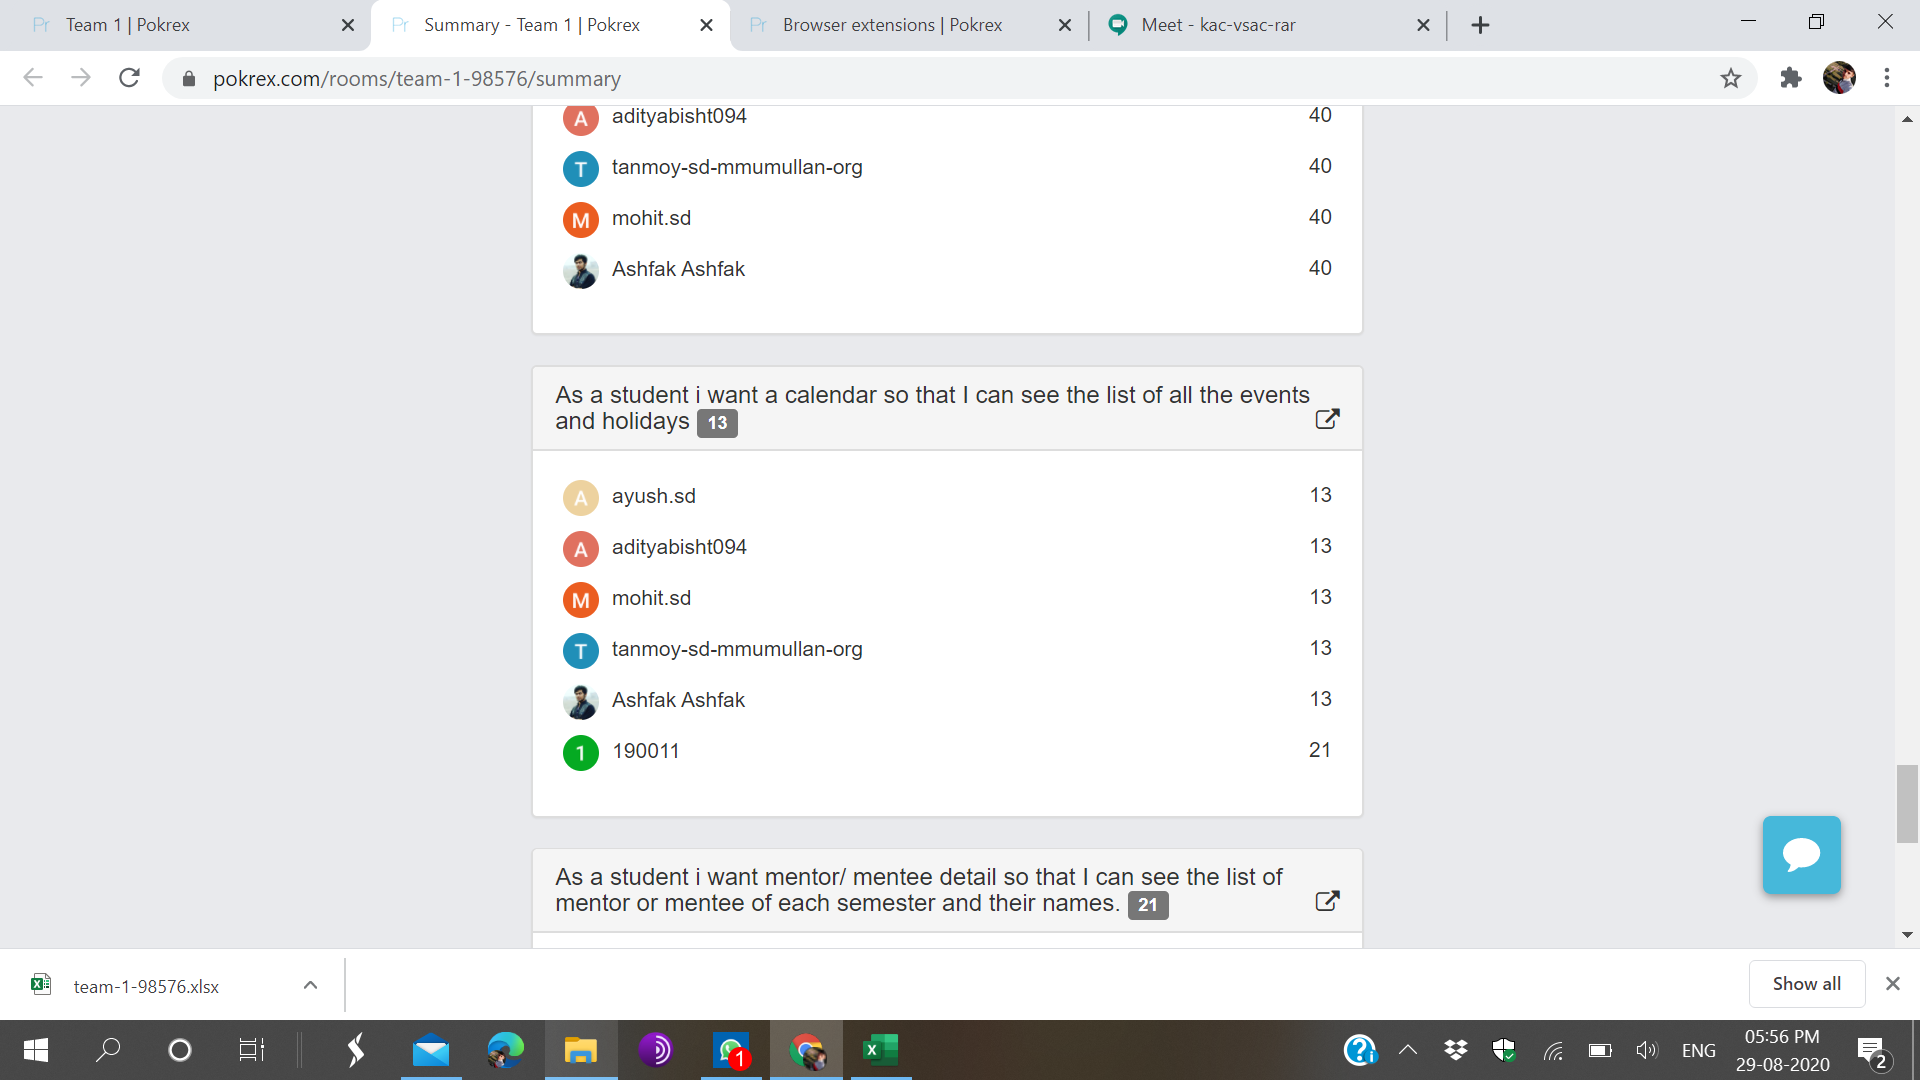 Pr Team 1 | Pokrex
Pr Summary - Team 1 | Pokrex
Pr Browser extensions | Pokrex
Meet - kac-vsac-rar
pokrex.com/rooms/team-1-98576/summary
A adityabisht094 40
T tanmoy-sd-mmumullan-org 40
M mohit.sd 40
Ashfak Ashfak 40
As a student i want a calendar so that I can see the list of all the events
and holidays 13
A ayush.sd 13
A adityabisht094 13
M mohit.sd 13
T tanmoy-sd-mmumullan-org 13
Ashfak Ashfak 13
1 190011 21
As a student i want mentor/ mentee detail so that I can see the list of
mentor or mentee of each semester and their names. 21
team-1-98576.xlsx
Show all
1
ENG
05:56 PM
29-08-2020
2